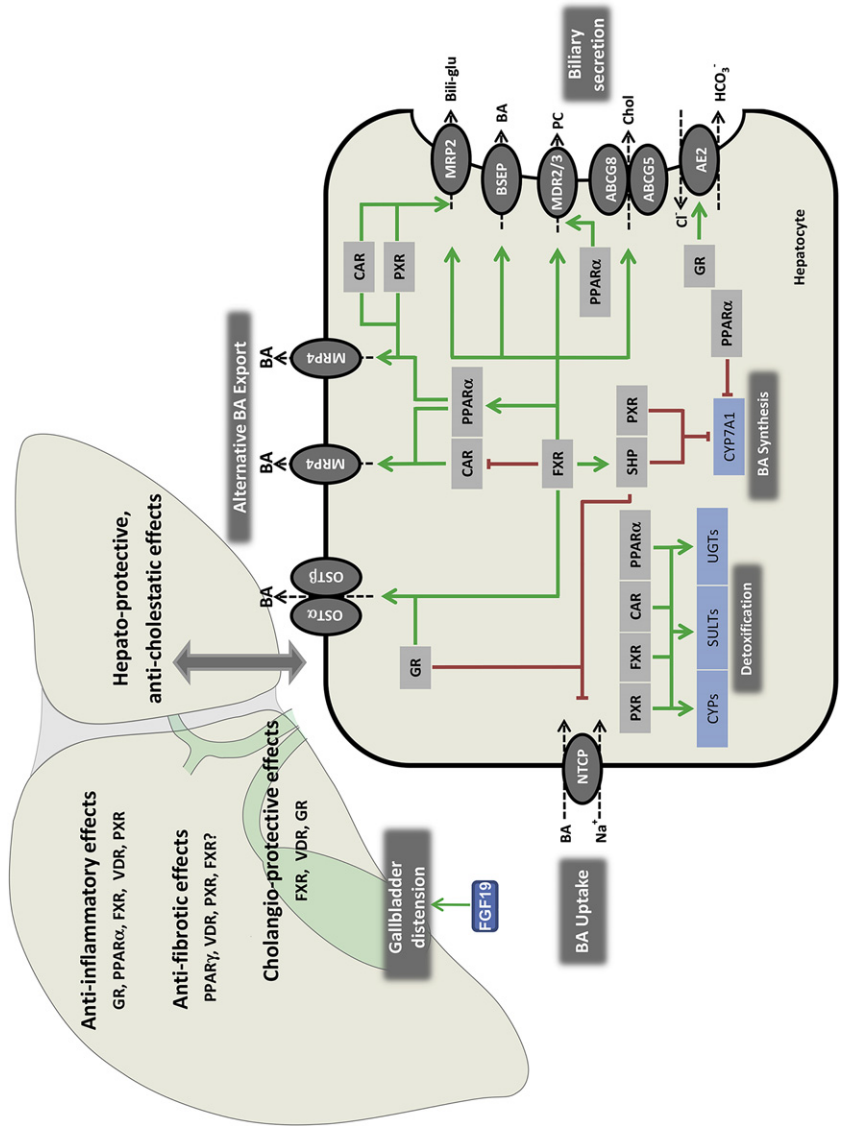 Anti-inflammatory effects
GR, PPARα, FXR, VDR, PXR
Anti-fibrotic effects
PPARγ, VDR, PXR, FXR?
Cholangio-protective effects
FXR, VDR, GR
Gallbladder
distension
FGF19
Hepato-protective,
anti-cholestatic effects
Alternative BA Export
BA
BA
BA
OSTα
OSTβ
MRP4
MRP4
CAR
PXR
GR
CAR
PPARα
FXR
SHP
PXR
PPARα
MRP2
Bili-glu
BSEP
BA
MDR2/3
PC
ABCG8
ABCG5
Chol
Cl⁻
AE2
HCO₃⁻
Biliary
secretion
GR
PPARα
CYP7A1
BA Synthesis
BA
NTCP
Na⁺
BA Uptake
PXR
FXR
CAR
PPARα
CYPs
SULTs
UGTs
Detoxification
Hepatocyte